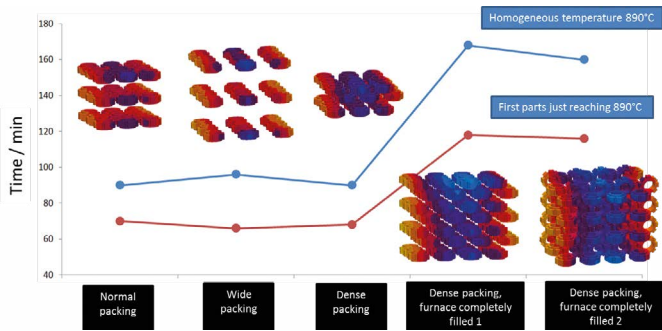 180
160
140
120
100
80
60
40
Time / min
Homogeneous temperature 890°C
First parts just reaching 890°C
Normal
packing
Wide
packing
Dense
packing
Dense packing,
furnace completely
filled 1
Dense packing,
furnace completely
filled 2